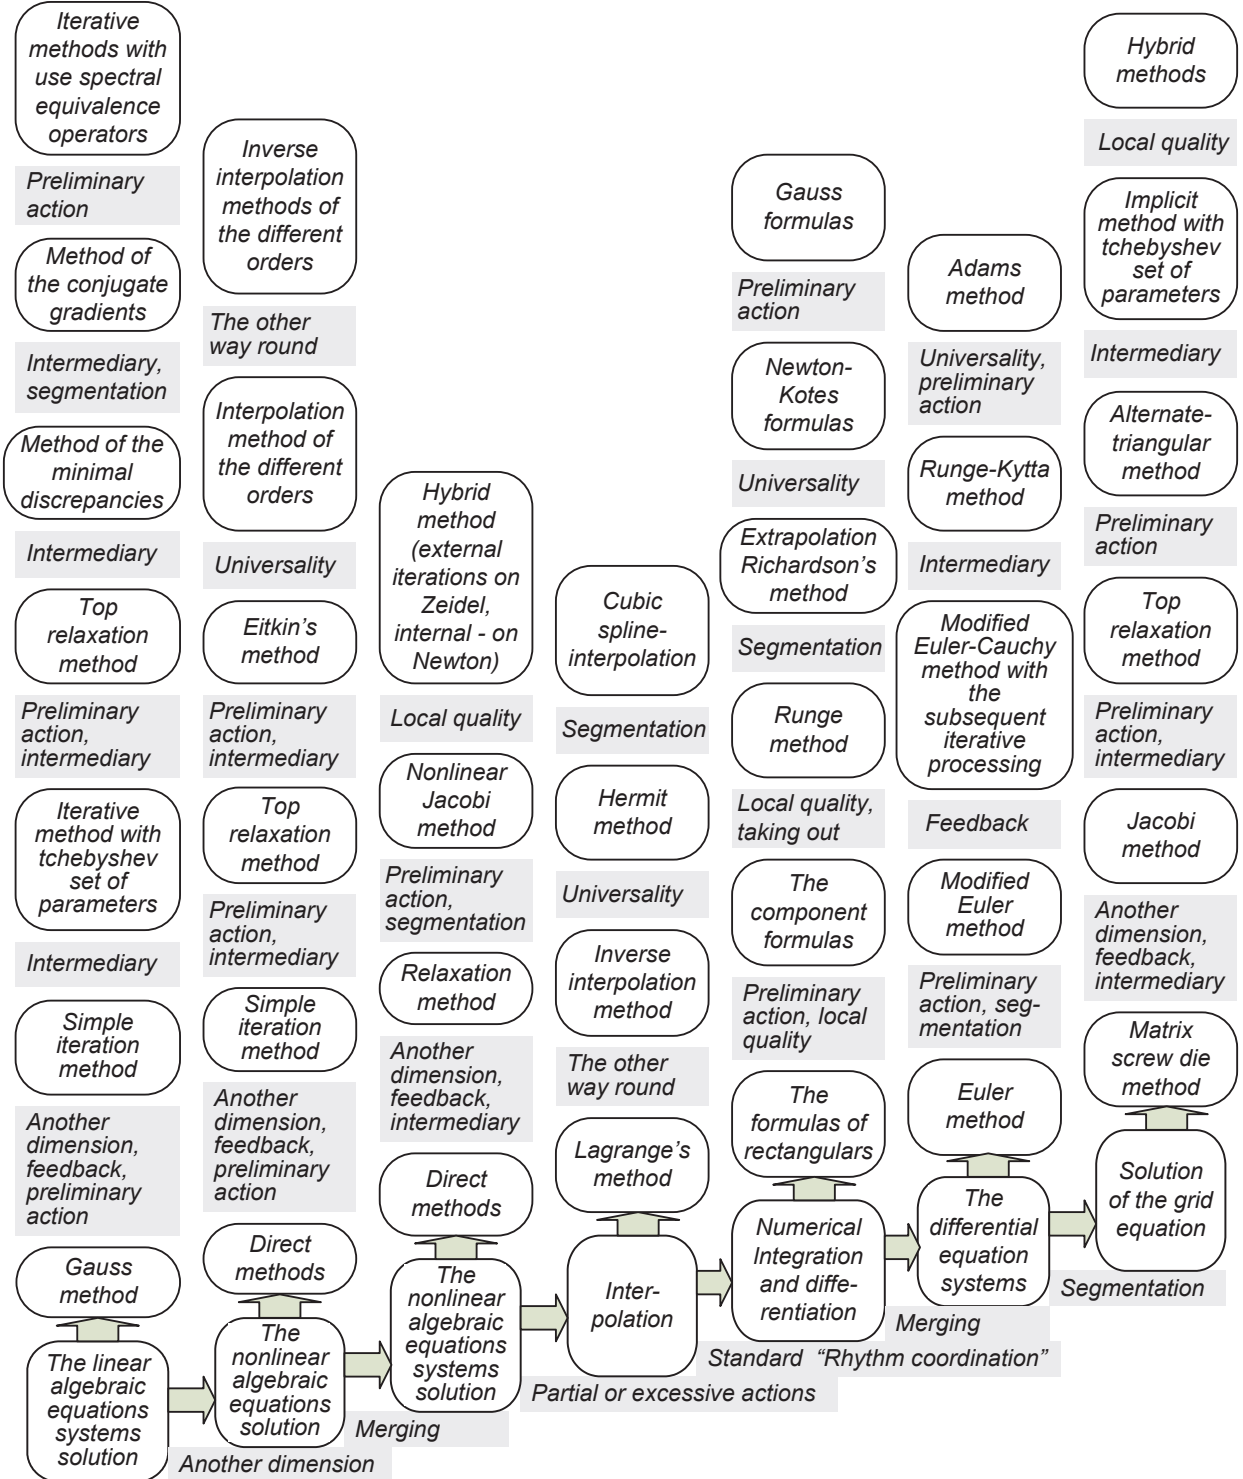 Iterative
methods with
use spectral
equivalence
operators
Preliminary
action
Method of
the conjugate
gradients
Intermediary,
segmentation
Method of the
minimal
discrepancies
Intermediary
Top
relaxation
method
Preliminary
action,
intermediary
Iterative
method with
tchebyshev
set of
parameters
Intermediary
Simple
iteration
method
Another
dimension,
feedback,
preliminary
action
Gauss
method
The linear
algebraic
equations
systems
solution
Another dimension
Inverse
interpolation
methods of
the different
orders
The other
way round
Interpolation
method of
the different
orders
Universality
Eitkin's
method
Preliminary
action,
intermediary
Top
relaxation
method
Preliminary
action,
intermediary
Simple
iteration
method
Another
dimension,
feedback,
preliminary
action
Direct
methods
The
nonlinear
algebraic
equations
solution
Merging
Hybrid
method
(external
iterations on
Zeidel,
internal - on
Newton)
Local quality
Nonlinear
Jacobi
method
Preliminary
action,
segmentation
Relaxation
method
Another
dimension,
feedback,
intermediary
Direct
methods
The
nonlinear
algebraic
equations
systems
solution
Partial or excessive actions
Cubic
spline-
interpolation
Segmentation
Hermit
method
Universality
Inverse
interpolation
method
The other
way round
Lagrange's
method
Inter-
polation
Standard “Rhythm coordination”
Gauss
formulas
Preliminary
action
Newton-
Kotes
formulas
Universality
Extrapolation
Richardson's
method
Segmentation
Runge
method
Local quality,
taking out
The
component
formulas
Preliminary
action, local
quality
The
formulas of
rectangulars
Numerical
Integration
and diffe-
rentiation
Merging
Adams
method
Universality,
preliminary
action
Runge-Kytta
method
Intermediary
Modified
Euler-Cauchy
method with
the
subsequent
iterative
processing
Feedback
Modified
Euler
method
Preliminary
action, seg-
mentation
Euler
method
The
differential
equation
systems
Segmentation
Hybrid
methods
Local quality
Implicit
method with
tchebyshev
set of
parameters
Intermediary
Alternate-
triangular
method
Preliminary
action
Top
relaxation
method
Preliminary
action,
intermediary
Jacobi
method
Another
dimension,
feedback,
intermediary
Matrix
screw die
method
Solution
of the grid
equation